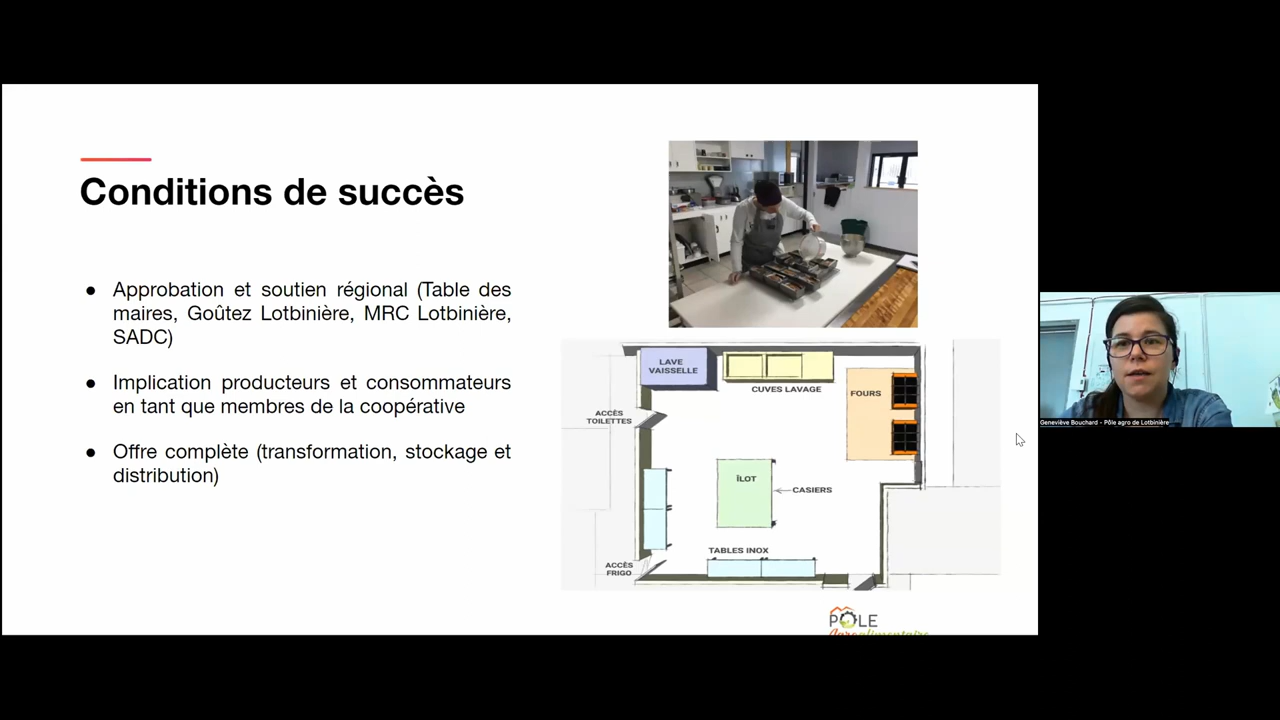 Conditions de succès
● Approbation et soutien régional (Table des
maires, Goûtez Lotbinière, MRC Lotbinière,
SADC)
● Implication producteurs et consommateurs
en tant que membres de la coopérative
● Offre complète (transformation, stockage et
distribution)
LAVE
VAISSELLE
CUVES LAVAGE
FOURS
ACCÈS
TOILETTES
ÎLOT
CASIERS
TABLES INOX
ACCÈS
FRIGO
PÔLE
Agroalimentaire
Geneviève Bouchard - Pôle agro de Lotbinière